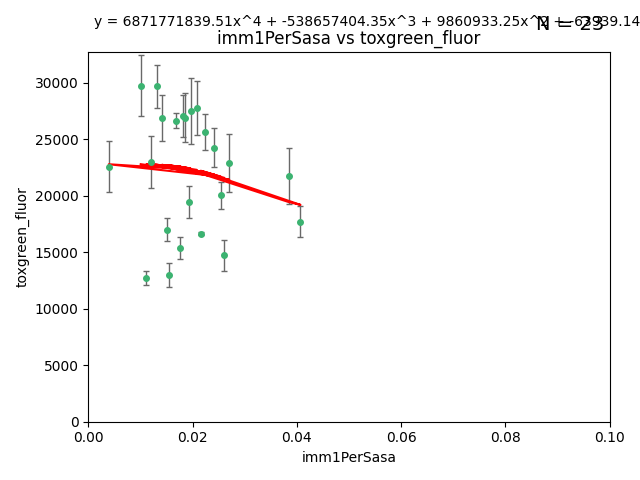 y = 6871771839.51x^4 + -538657404.35x^3 + 9860933.25x^2 + -63939.14
N = 23
imm1PerSasa vs toxgreen_fluor
30000
25000
20000
15000
10000
5000
0
toxgreen_fluor
0.00 0.02 0.04 0.06 0.08 0.10
imm1PerSasa